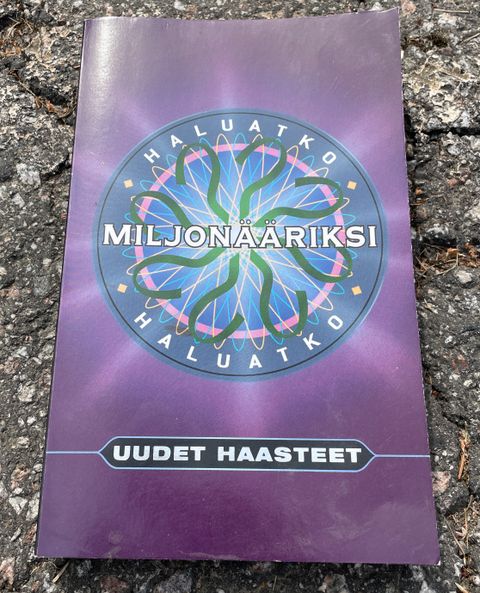 HALUATKO
MILJONÄÄRIKSI
HALUATKO
UUDET HAASTEET